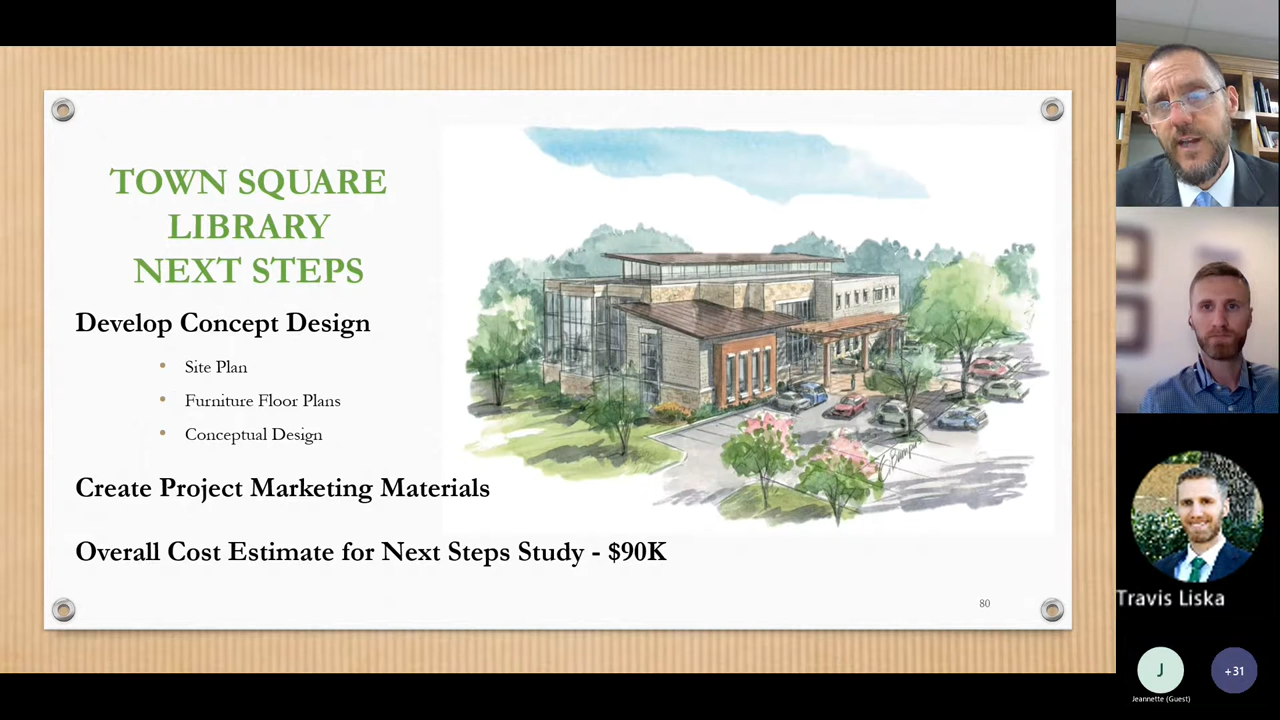 TOWN SQUARE
LIBRARY
NEXT STEPS
Develop Concept Design
• Site Plan
• Furniture Floor Plans
• Conceptual Design
Create Project Marketing Materials
Overall Cost Estimate for Next Steps Study - $90K
80
Travis Liska
J
+31
Jeannette (Guest)